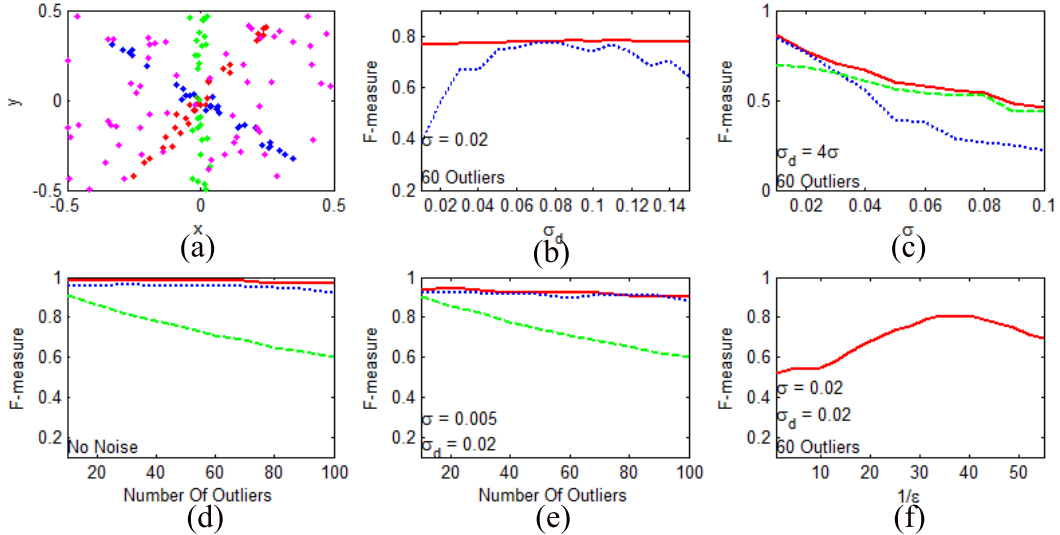 0.5
0
-0.5
y
-0.5 0 0.5
x
(a)
0.8
0.6
0.4
0.2
F-measure
σ = 0.02
60 Outliers
0.02 0.04 0.06 0.08 0.1 0.12 0.14
σd
(b)
1
0.5
0
F-measure
σd = 4σ
60 Outliers
0.02 0.04 0.06 0.08 0.1
σ
(c)
1
0.8
0.6
0.4
0.2
F-measure
No Noise
20 40 60 80 100
Number Of Outliers
(d)
1
0.8
0.6
0.4
0.2
F-measure
σ = 0.005
σd = 0.02
20 40 60 80 100
Number Of Outliers
(e)
1
0.8
0.6
0.4
0.2
F-measure
σ = 0.02
σd = 0.02
60 Outliers
10 20 30 40 50
1/ε
(f)